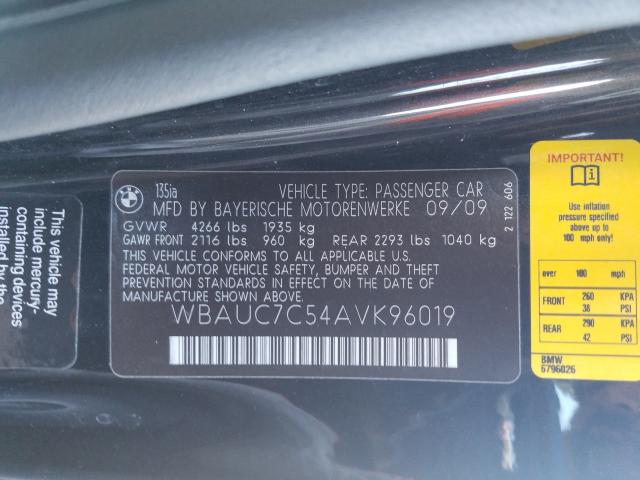 This vehicle may
include mercury-
containing devices
installed by the
135ia
VEHICLE TYPE: PASSENGER CAR
MFD BY BAYERISCHE MOTORENWERKE 09/09
GVWR 4266 lbs 1935 kg
GAWR FRONT 2116 lbs 960 kg REAR 2293 lbs 1040 kg
THIS VEHICLE CONFORMS TO ALL APPLICABLE U.S.
FEDERAL MOTOR VEHICLE SAFETY, BUMPER AND THEFT
PREVENTION STANDARDS IN EFFECT ON THE DATE
OF MANUFACTURE SHOWN ABOVE.
WBAUC7C54AVK96019
2 122 606
IMPORTANT!
Use inflation
pressure specified
above up to
100 mph only!
over 100 mph
FRONT 260 KPA
38 PSI
REAR 290 KPA
42 PSI
BMW
6796026